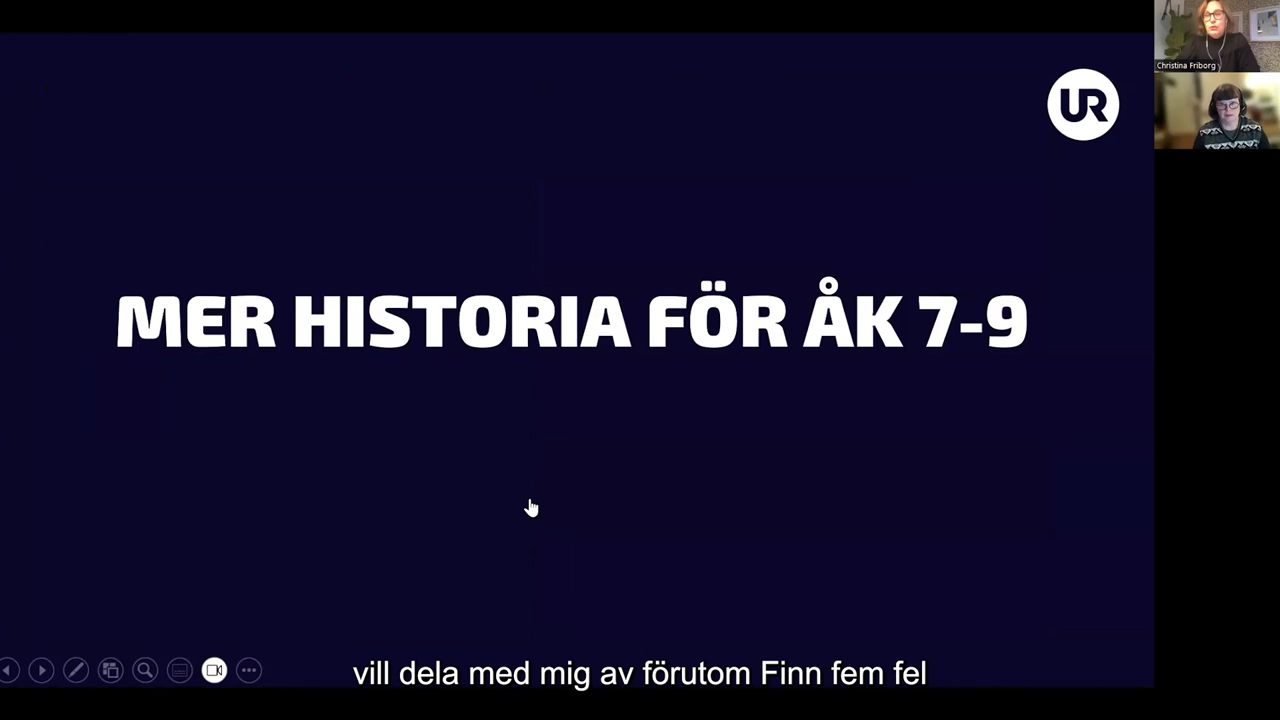 UR
Christina Friborg
MER HISTORIA FÖR ÅK 7-9
vill dela med mig av förutom Finn fem fel